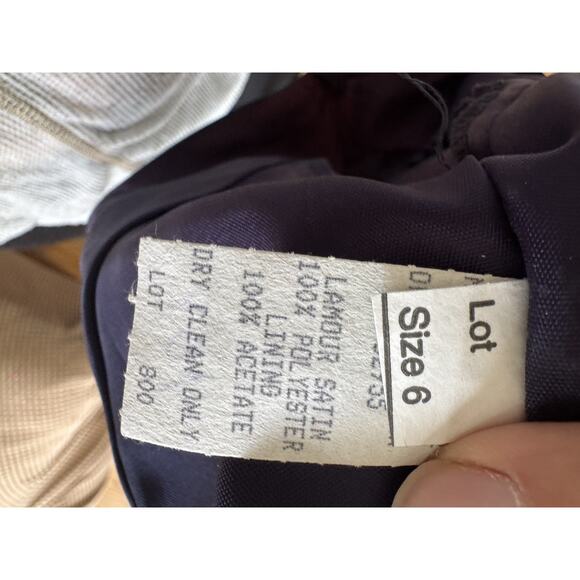 Lot
Size 6
LAMOUR SATIN
100% POLYESTER
LINING
100% ACETATE
DRY CLEAN ONLY
LOT 800